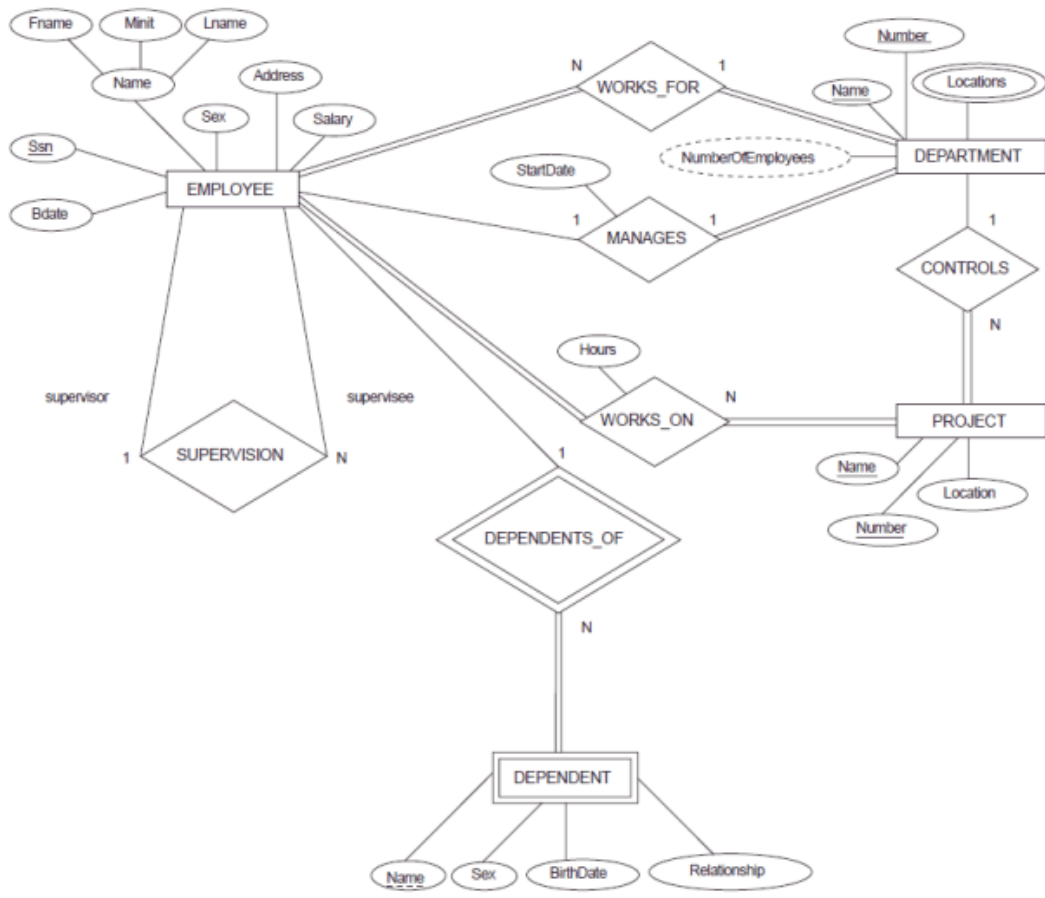 Fname
Minit
Lname
Name
Address
Sex
Salary
Ssn
Bdate
EMPLOYEE
N
WORKS_FOR
1
Number
Locations
Name
NumberOfEmployees
DEPARTMENT
StartDate
1
MANAGES
1
1
CONTROLS
N
supervisor
supervisee
1
SUPERVISION
N
Hours
WORKS_ON
N
PROJECT
Name
Location
Number
1
DEPENDENTS_OF
N
DEPENDENT
Name
Sex
BirthDate
Relationship